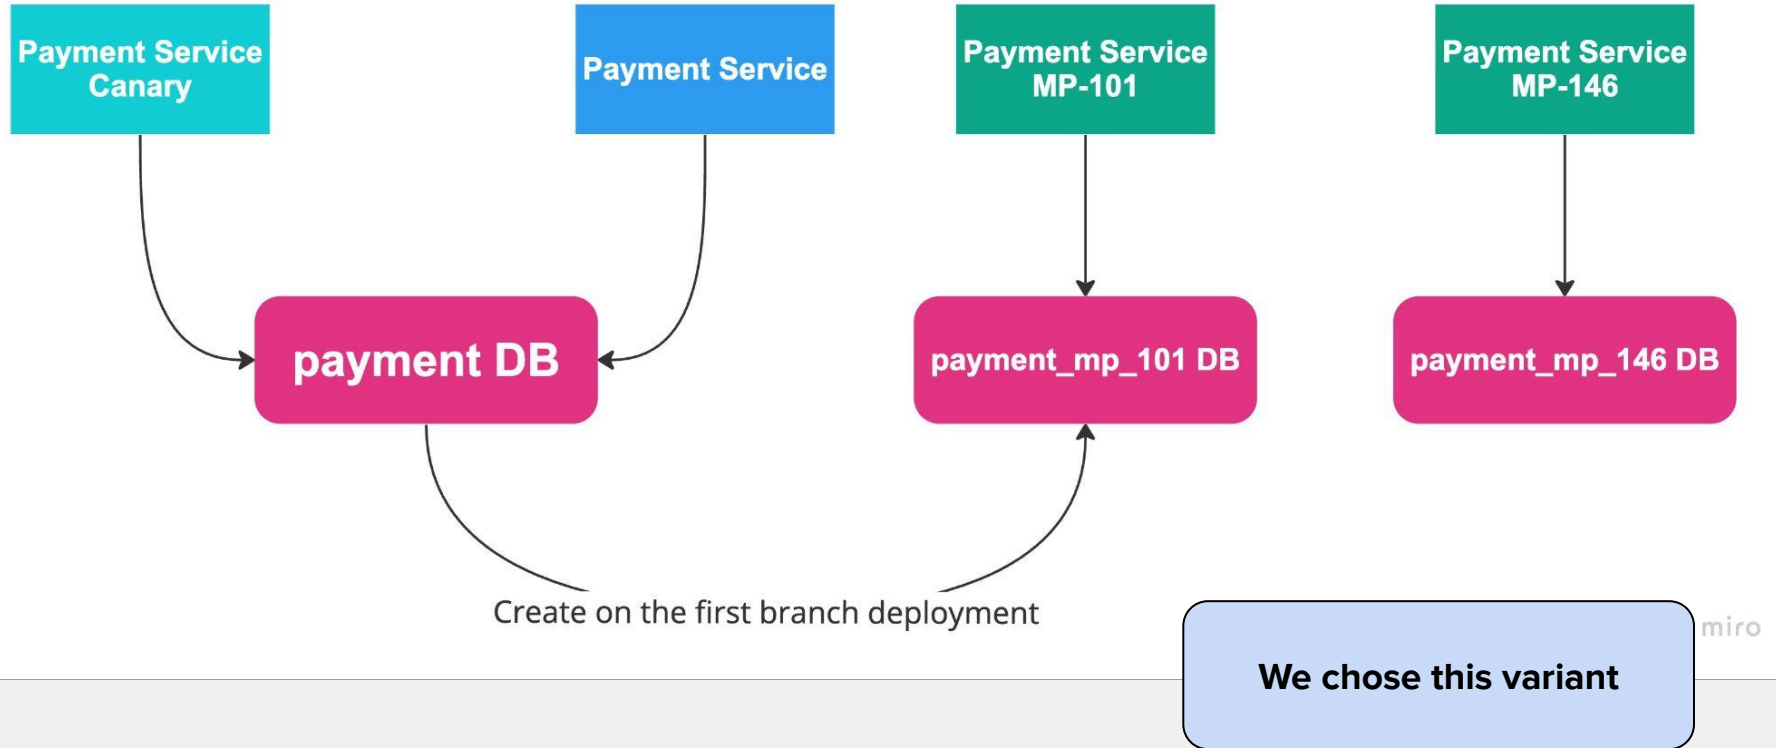 Payment Service
Canary
Payment Service
Payment Service
MP-101
Payment Service
MP-146
payment DB
payment_mp_101 DB
payment_mp_146 DB
Create on the first branch deployment
miro
We chose this variant